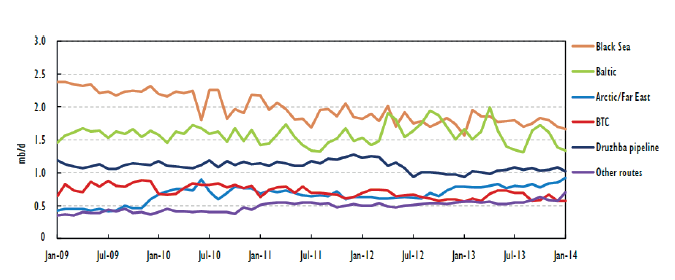 3.0
2.5
2.0
1.5
1.0
0.5
0
mb/d
Jan-09 Jul-09 Jan-10 Jul-10 Jan-11 Jul-11 Jan-12 Jul-12 Jan-13 Jul-13 Jan-14
Black Sea
Baltic
Arctic/Far East
BTC
Druzhba pipeline
Other routes